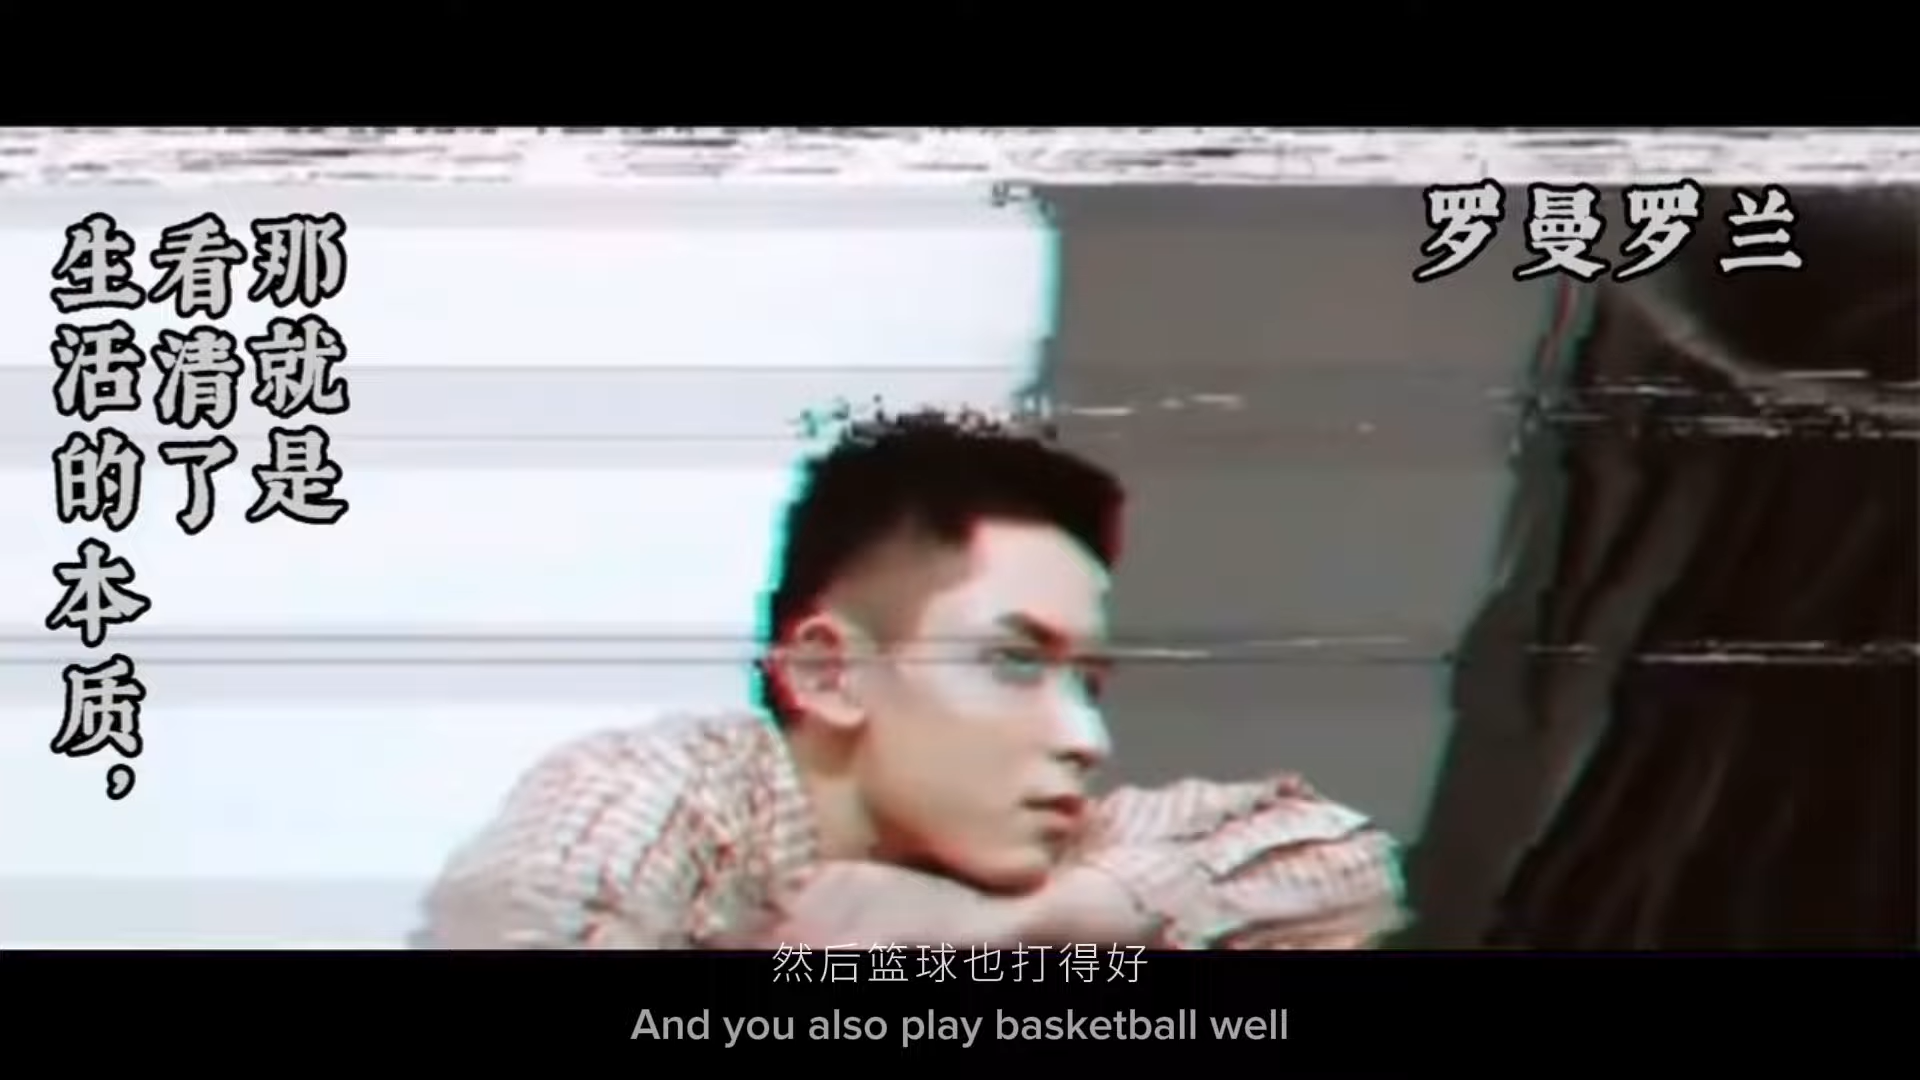 罗曼罗兰
那就是
看清了
生活的本质，
然后篮球也打得好
And you also play basketball well